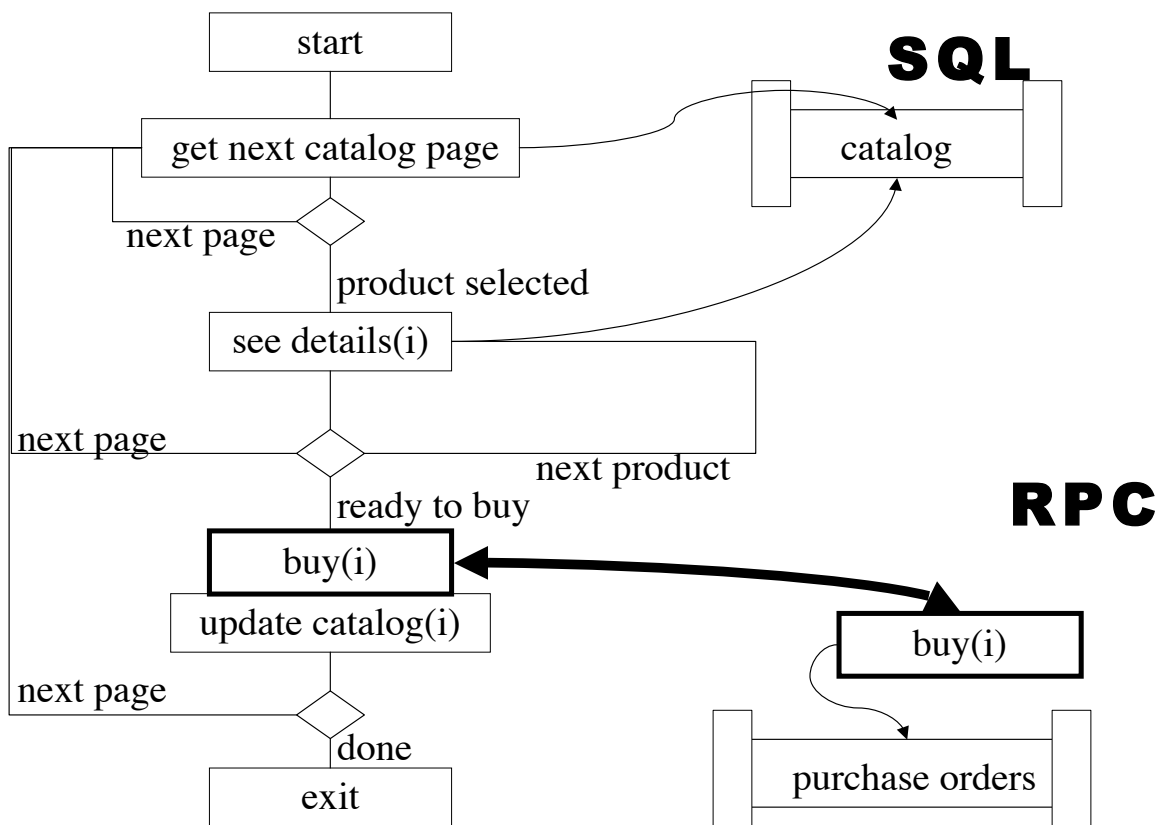 start
SQL
get next catalog page
catalog
next page
product selected
see details(i)
next page
next product
ready to buy
RPC
buy(i)
update catalog(i)
buy(i)
next page
done
purchase orders
exit